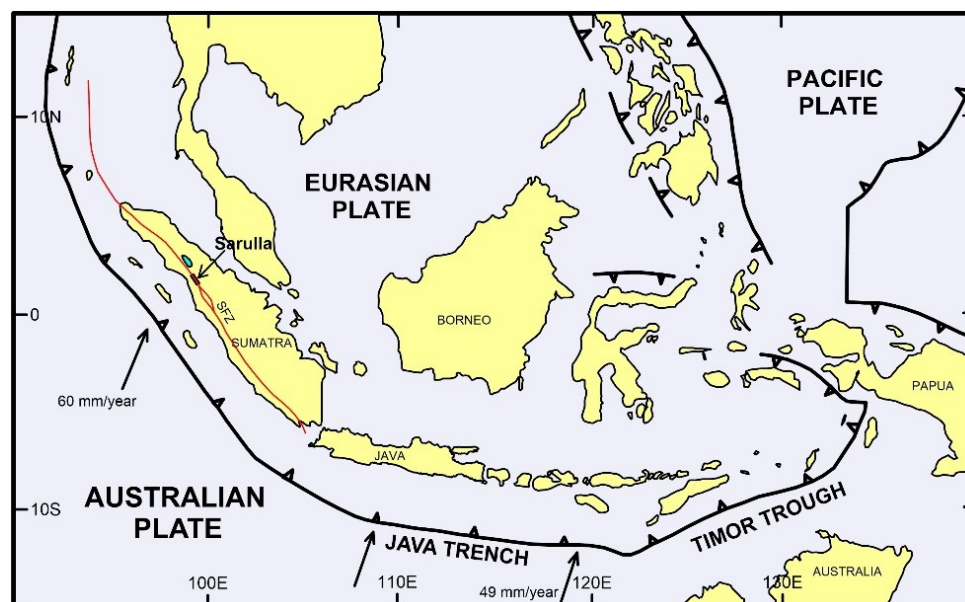 PACIFIC
PLATE
10N
EURASIAN
PLATE
Sarulla
0
SFZ
SUMATRA
BORNEO
PAPUA
60 mm/year
JAVA
AUSTRALIAN
PLATE
10S
JAVA TRENCH
TIMOR TROUGH
AUSTRALIA
100E
110E
120E
130E
49 mm/year